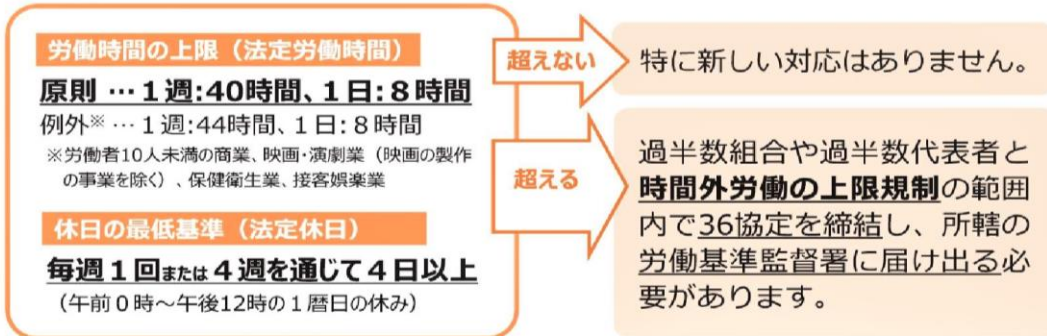 労働時間の上限（法定労働時間）
原則 … １週:40時間、１日:８時間
例外※ … １週:44時間、１日:８時間
※労働者10人未満の商業、映画・演劇業（映画の製作
の事業を除く）、保健衛生業、接客娯楽業
休日の最低基準（法定休日）
毎週１回または４週を通じて４日以上
（午前０時～午後12時の１暦日の休み）
超えない
特に新しい対応はありません。
超える
過半数組合や過半数代表者と
時間外労働の上限規制の範囲
内で36協定を締結し、所轄の
労働基準監督署に届け出る必
要があります。